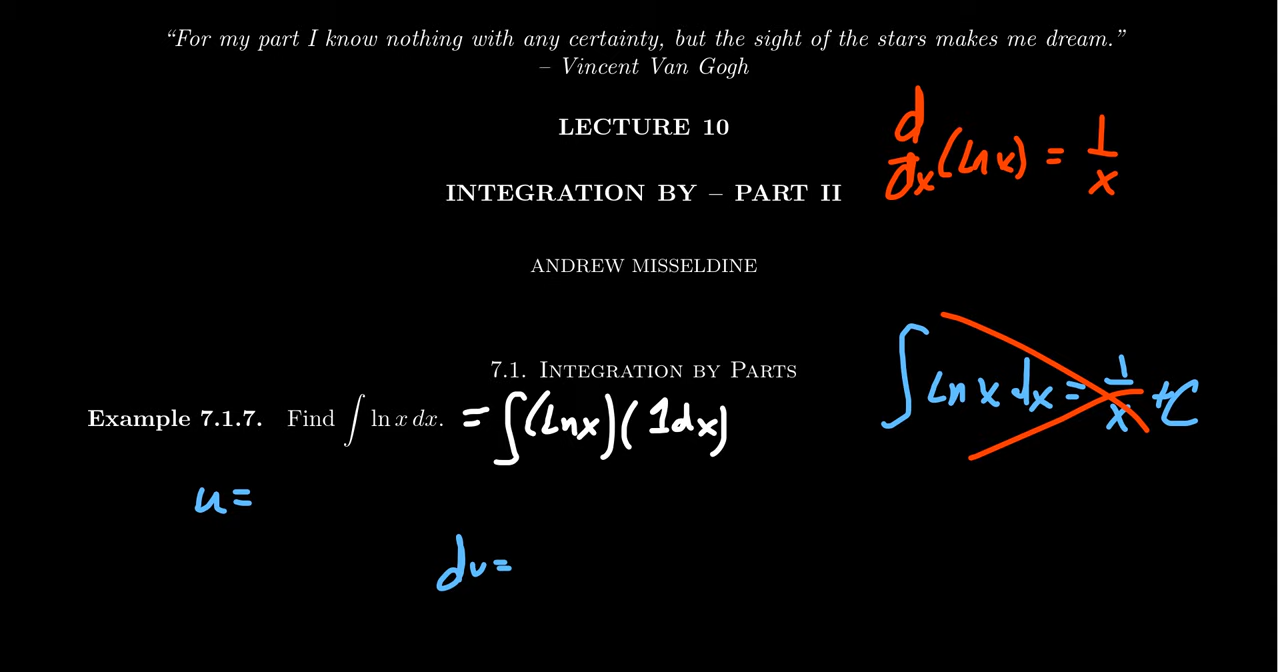 “For my part I know nothing with any certainty, but the sight of the stars makes me dream.”
– Vincent Van Gogh
LECTURE 10
INTEGRATION BY – PART II
ANDREW MISSELDINE
d/dx (ln x) = 1/x
7.1. Integration by Parts
Example 7.1.7. Find ∫ ln x dx. = ∫(ln x)(1dx)
∫ ln x dx = 1/x + C
u =
dv =